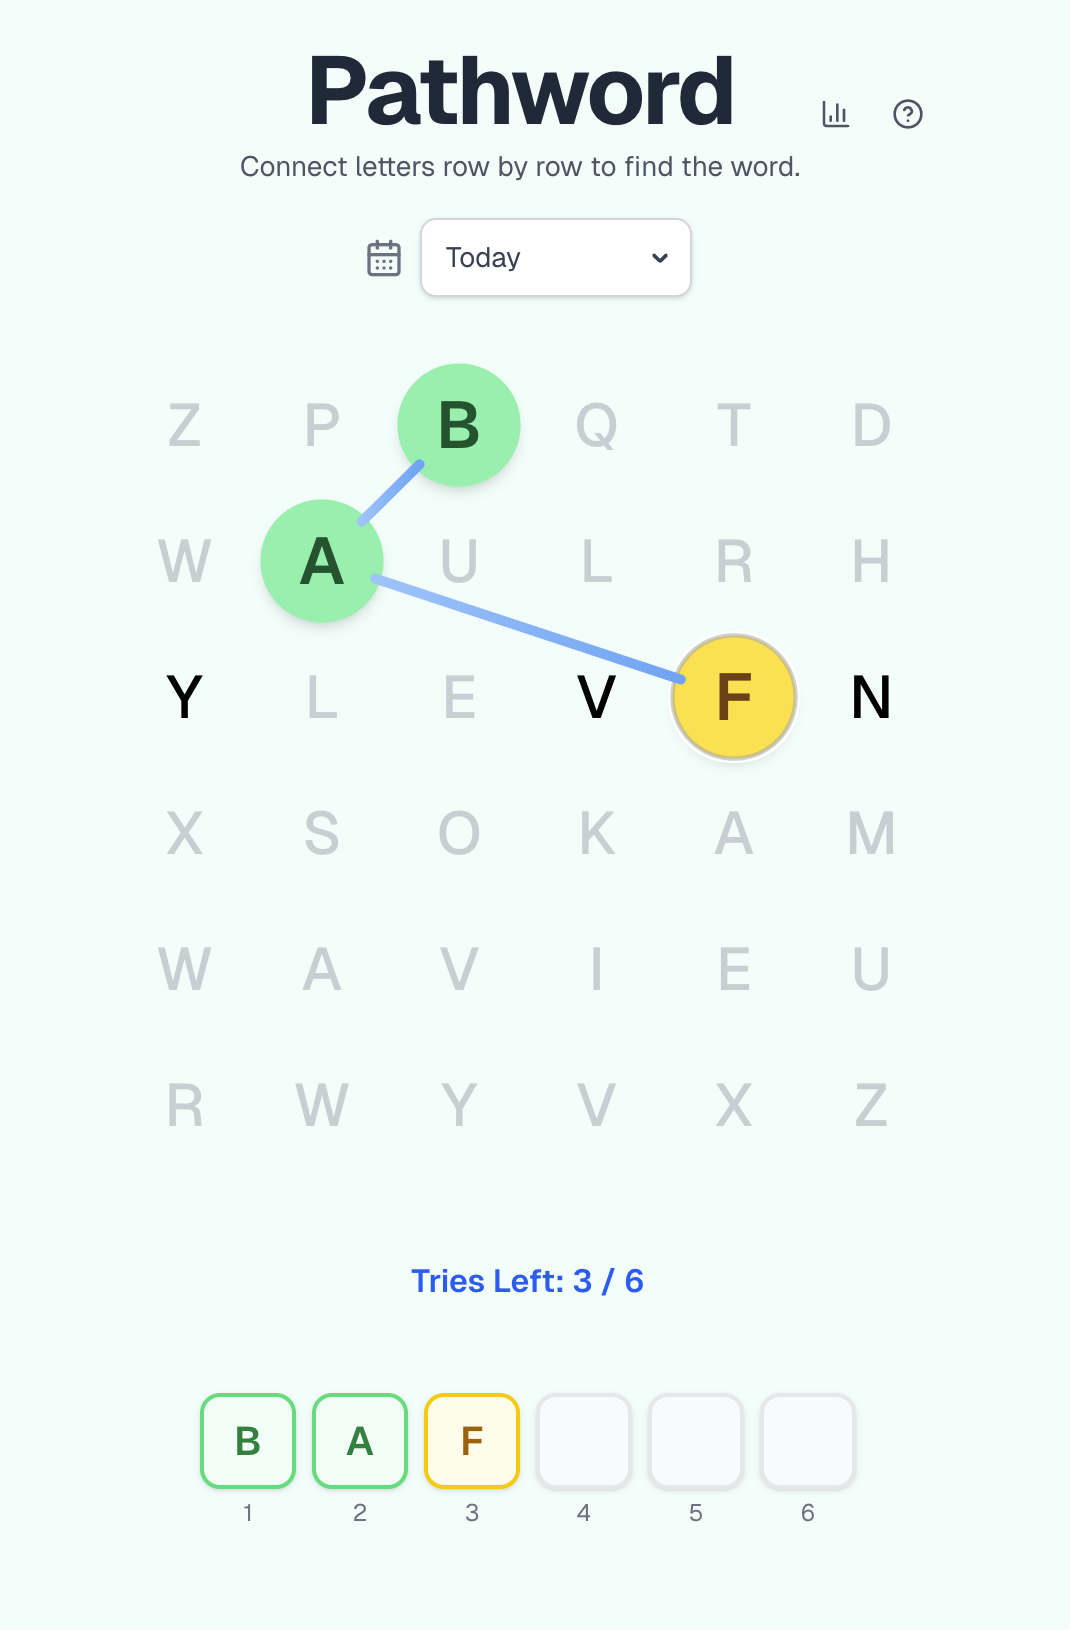 Pathword
Connect letters row by row to find the word.
Today
Z P B Q T D
W A U L R H
Y L E V F N
X S O K A M
W A V I E U
R W Y V X Z
Tries Left: 3 / 6
B A F
1 2 3 4 5 6